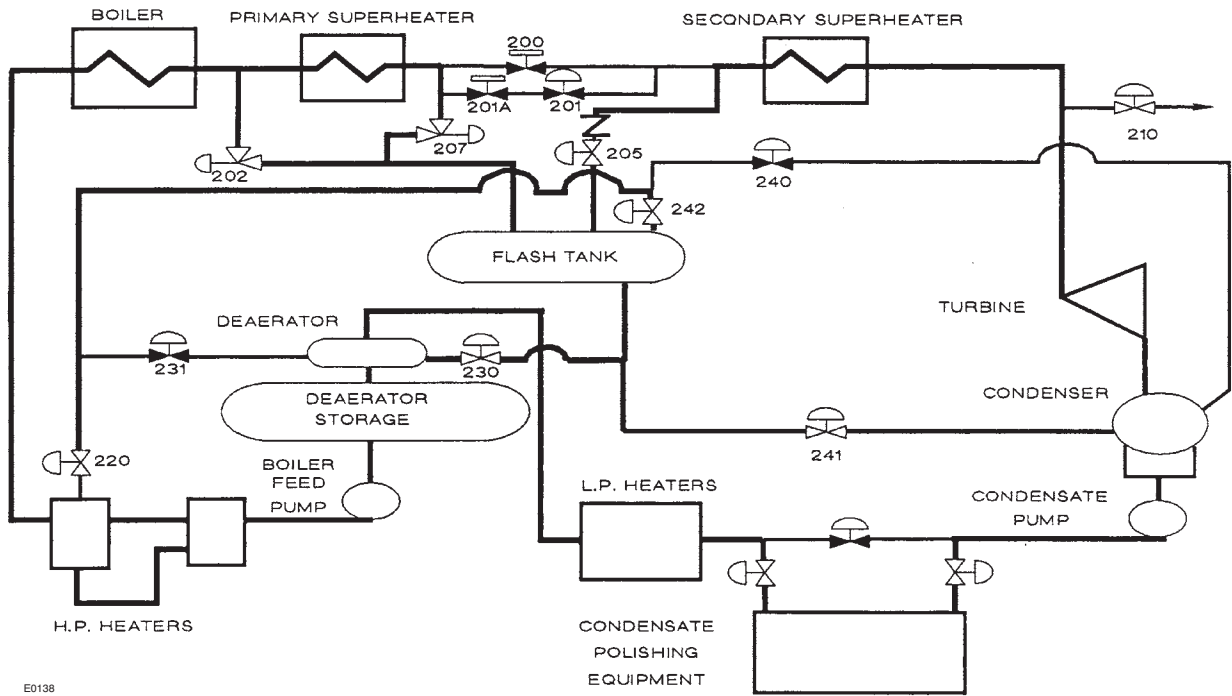 BOILER
PRIMARY SUPERHEATER
SECONDARY SUPERHEATER
200
201A
201
210
207
205
202
240
242
FLASH TANK
TURBINE
DEAERATOR
231
230
CONDENSER
DEAERATOR
STORAGE
241
220
BOILER
FEED
PUMP
L.P. HEATERS
CONDENSATE
PUMP
H.P. HEATERS
CONDENSATE
POLISHING
EQUIPMENT
E0138